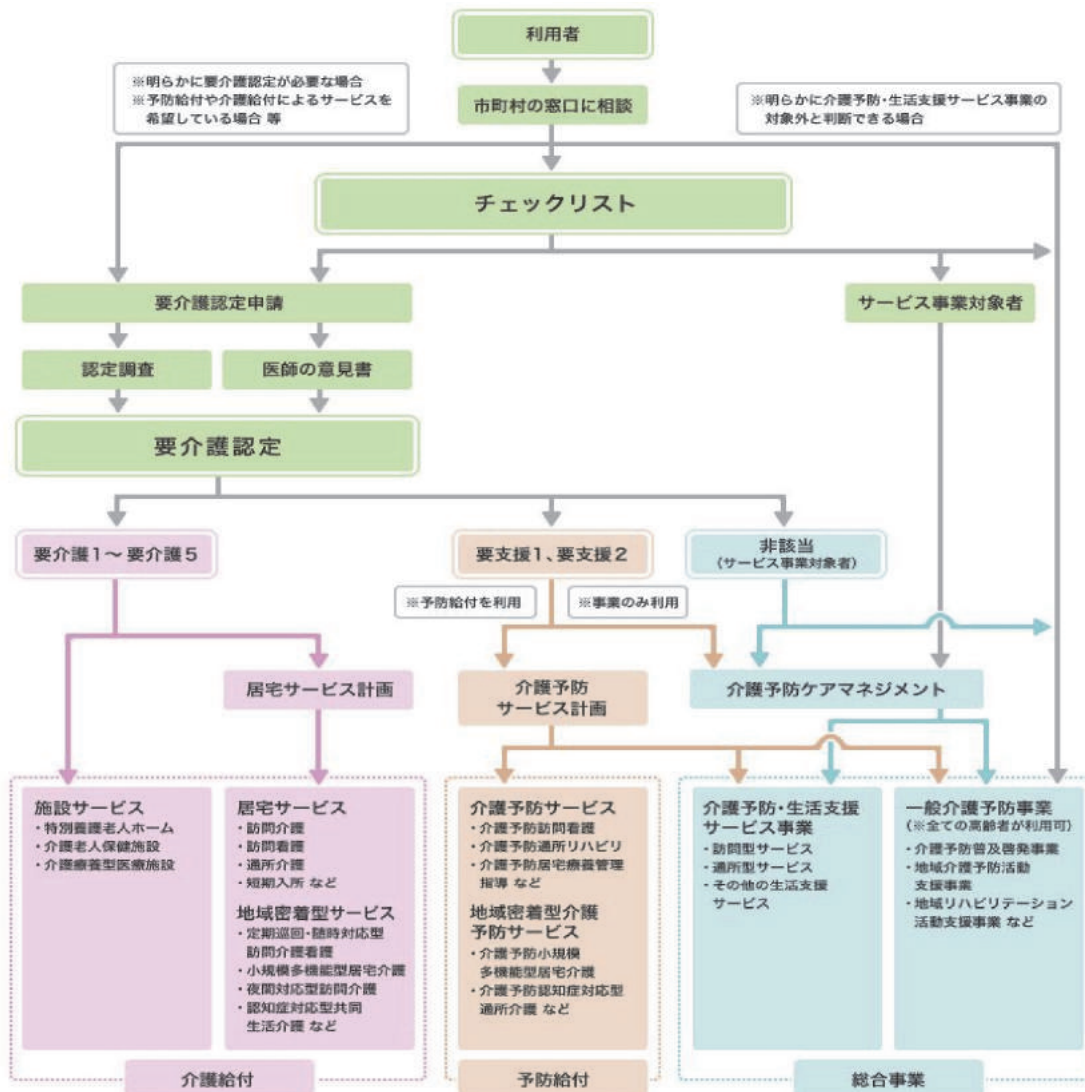 利用者
※明らかに要介護認定が必要な場合
※予防給付や介護給付によるサービスを
希望している場合 等
市町村の窓口に相談
※明らかに介護予防・生活支援サービス事業の
対象外と判断できる場合
チェックリスト
要介護認定申請
サービス事業対象者
認定調査
医師の意見書
要介護認定
要介護1～要介護5
要支援1、要支援2
非該当
(サービス事業対象者)
※予防給付を利用
※事業のみ利用
居宅サービス計画
介護予防
サービス計画
介護予防ケアマネジメント
施設サービス
・特別養護老人ホーム
・介護老人保健施設
・介護療養型医療施設
居宅サービス
・訪問介護
・訪問看護
・通所介護
・短期入所 など
地域密着型サービス
・定期巡回・随時対応型
訪問介護看護
・小規模多機能型居宅介護
・夜間対応型訪問介護
・認知症対応型共同
生活介護 など
介護予防サービス
・介護予防訪問看護
・介護予防通所リハビリ
・介護予防居宅療養管理
指導 など
地域密着型介護
予防サービス
・介護予防小規模
多機能型居宅介護
・介護予防認知症対応型
通所介護 など
介護予防・生活支援
サービス事業
・訪問型サービス
・通所型サービス
・その他の生活支援
サービス
一般介護予防事業
(※全ての高齢者が利用可)
・介護予防普及啓発事業
・地域介護予防活動
支援事業
・地域リハビリテーション
活動支援事業 など
介護給付
予防給付
総合事業